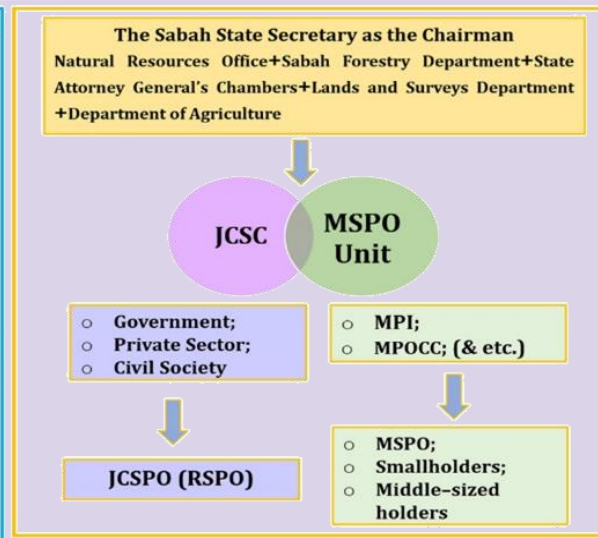 The Sabah State Secretary as the Chairman
Natural Resources Office+Sabah Forestry Department+State
Attorney General's Chambers+Lands and Surveys Department
+Department of Agriculture
JCSC
MSPO
Unit
o Government;
o Private Sector;
o Civil Society
o MPI;
o MPOCC; (& etc.)
JCSPO (RSPO)
o MSPO;
o Smallholders;
o Middle–sized
holders